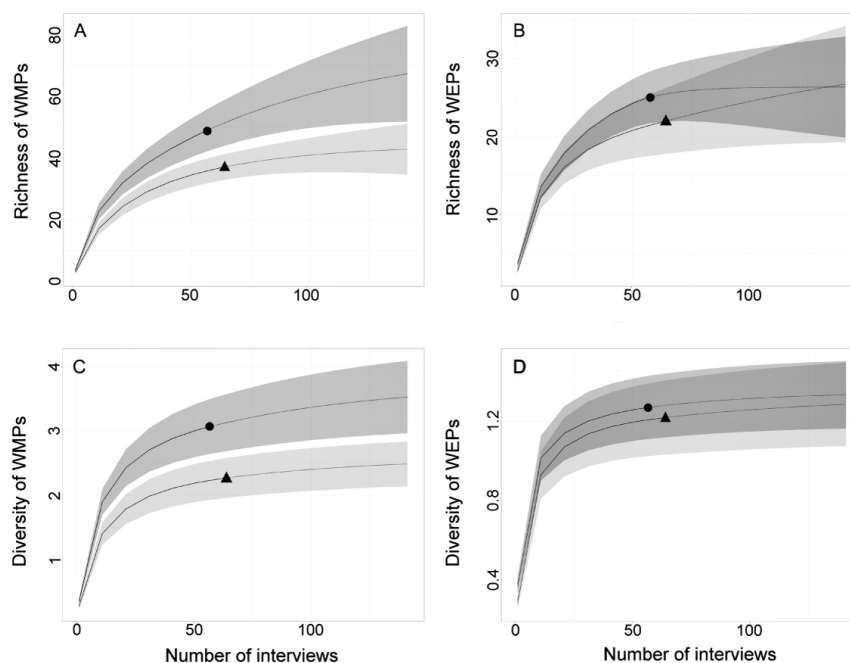 A
Richness of WMPs
80
60
40
20
0
0 50 100
B
Richness of WEPs
30
20
10
0 50 100
C
Diversity of WMPs
4
3
2
1
0 50 100
Number of interviews
D
Diversity of WEPs
1.2
0.8
0.4
0 50 100
Number of interviews